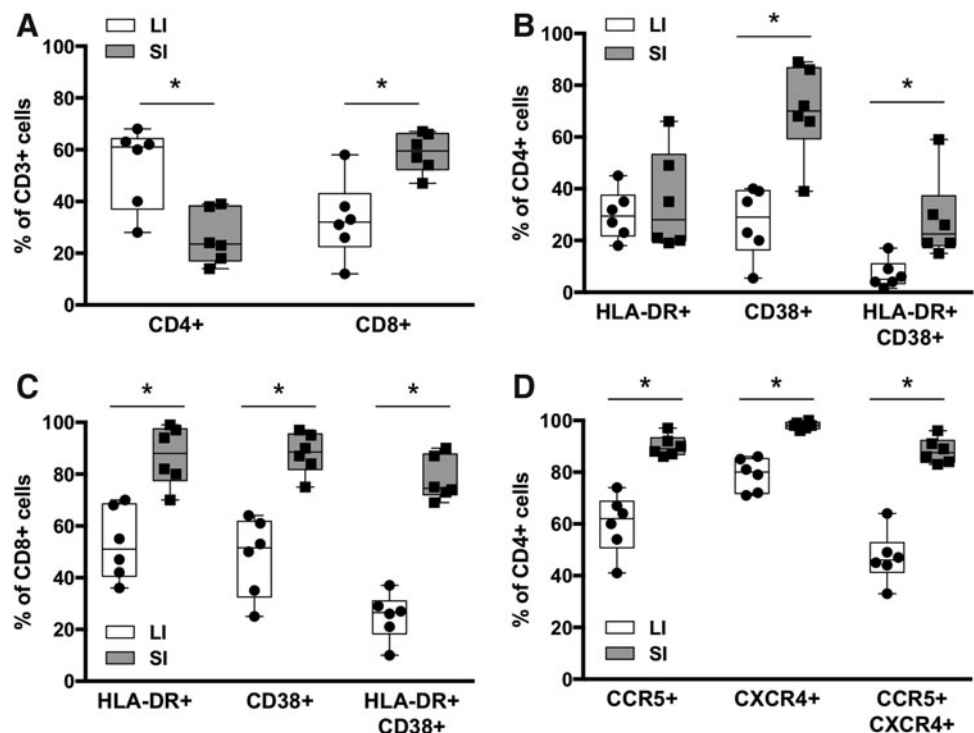 A
LI
SI
% of CD3+ cells
100
80
60
40
20
0
*
*
CD4+
CD8+
B
LI
SI
% of CD4+ cells
100
80
60
40
20
0
*
*
HLA-DR+
CD38+
HLA-DR+
CD38+
C
% of CD8+ cells
100
80
60
40
20
0
*
*
*
LI
SI
HLA-DR+
CD38+
HLA-DR+
CD38+
D
% of CD4+ cells
100
80
60
40
20
0
*
*
*
LI
SI
CCR5+
CXCR4+
CCR5+
CXCR4+